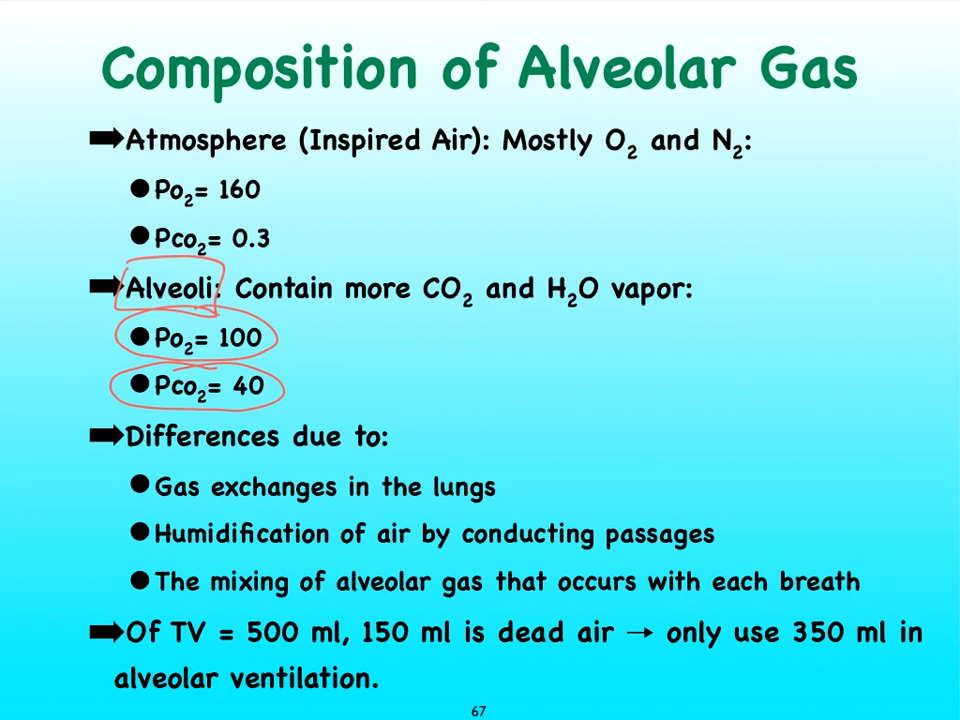 Composition of Alveolar Gas
➡Atmosphere (Inspired Air): Mostly O₂ and N₂:
●Po₂= 160
●Pco₂= 0.3
➡Alveoli: Contain more CO₂ and H₂O vapor:
●Po₂= 100
●Pco₂= 40
➡Differences due to:
●Gas exchanges in the lungs
●Humidification of air by conducting passages
●The mixing of alveolar gas that occurs with each breath
➡Of TV = 500 ml, 150 ml is dead air → only use 350 ml in
alveolar ventilation.
67